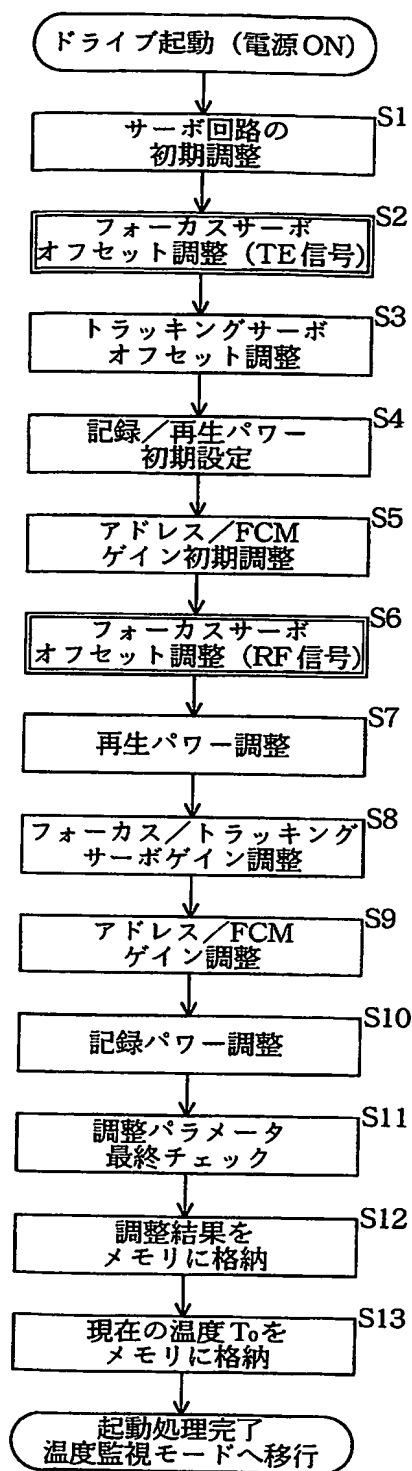 ドライブ起動（電源ON）
S1
サーボ回路の
初期調整
S2
フォーカスサーボ
オフセット調整（TE信号）
S3
トラッキングサーボ
オフセット調整
S4
記録／再生パワー
初期設定
S5
アドレス／FCM
ゲイン初期調整
S6
フォーカスサーボ
オフセット調整（RF信号）
S7
再生パワー調整
S8
フォーカス／トラッキング
サーボゲイン調整
S9
アドレス／FCM
ゲイン調整
S10
記録パワー調整
S11
調整パラメータ
最終チェック
S12
調整結果を
メモリに格納
S13
現在の温度T₀を
メモリに格納
起動処理完了
温度監視モードへ移行